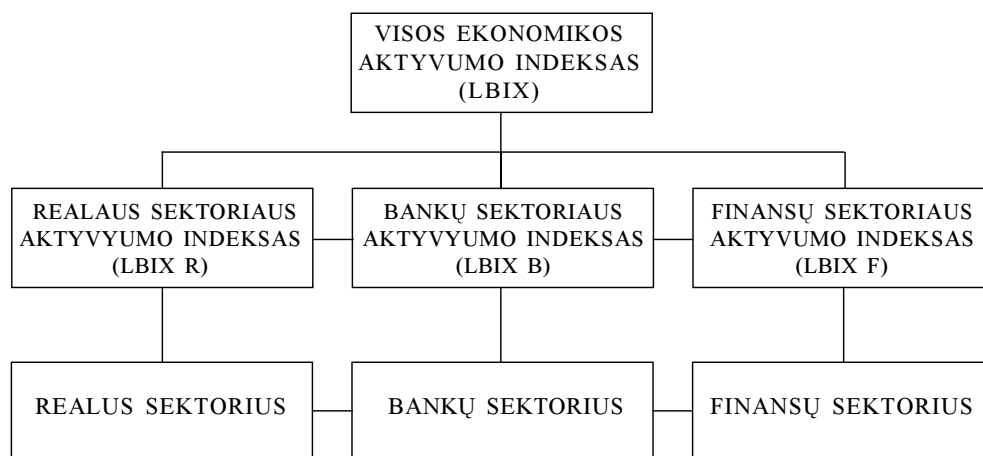 VISOS EKONOMIKOS
AKTYVUMO INDEKSAS
(LBIX)
REALAUS SEKTORIAUS
AKTYVYUMO INDEKSAS
(LBIX R)
BANKŲ SEKTORIAUS
AKTYVYUMO INDEKSAS
(LBIX B)
FINANSŲ SEKTORIAUS
AKTYVUMO INDEKSAS
(LBIX F)
REALUS SEKTORIUS
BANKŲ SEKTORIUS
FINANSŲ SEKTORIUS